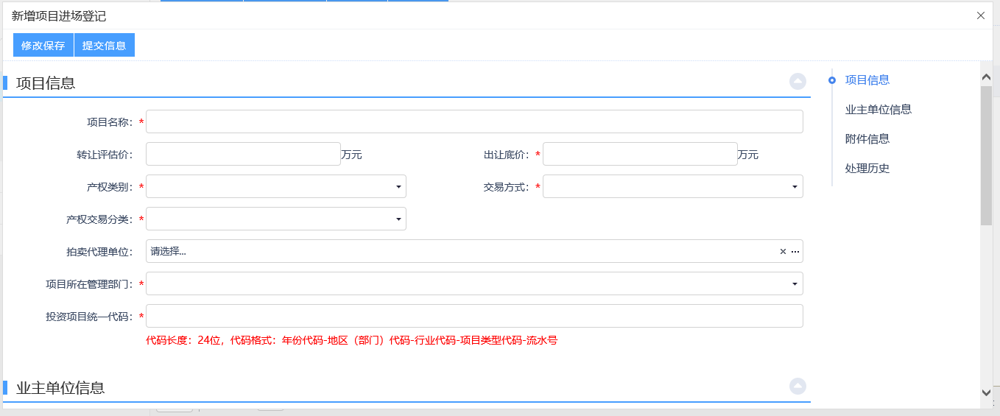 新增项目进场登记
修改保存 提交信息
项目信息
项目名称：*
转让评估价： 万元 出让底价：* 万元
产权类别：* 交易方式：*
产权交易分类：*
拍卖代理单位： 请选择...
项目所在管理部门：*
投资项目统一代码：*
代码长度：24位，代码格式：年份代码-地区（部门）代码-行业代码-项目类型代码-流水号
业主单位信息
项目信息
业主单位信息
附件信息
处理历史